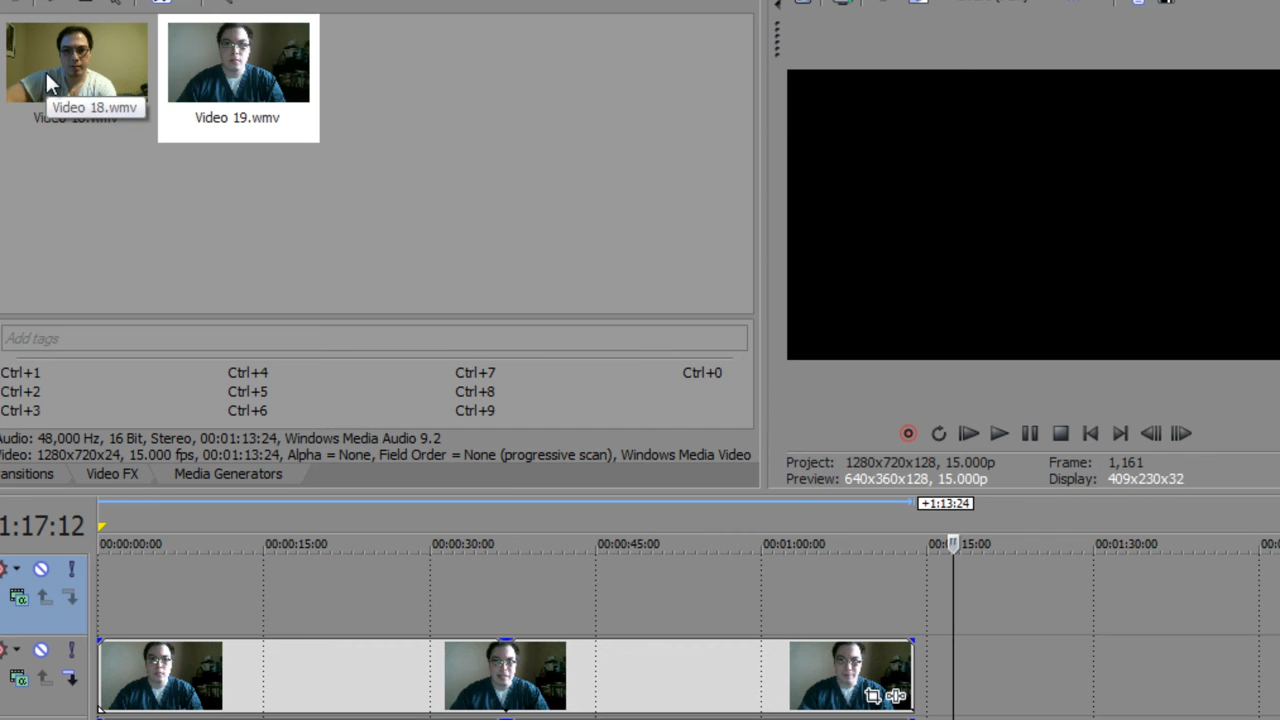 Video 18.wmv
Video 19.wmv
Add tags
Ctrl+1 Ctrl+4 Ctrl+7 Ctrl+0
Ctrl+2 Ctrl+5 Ctrl+8
Ctrl+3 Ctrl+6 Ctrl+9
Audio: 48,000 Hz, 16 Bit, Stereo, 00:01:13:24, Windows Media Audio 9.2
Video: 1280x720x24, 15.000 fps, 00:01:13:24, Alpha = None, Field Order = None (progressive scan), Windows Media Video
ansitions Video FX Media Generators
Project: 1280x720x128, 15.000p Frame: 1,161
Preview: 640x360x128, 15.000p Display: 409x230x32
+1:13:24
1:17:12
00:00:00:00 00:00:15:00 00:00:30:00 00:00:45:00 00:01:00:00 00:01:15:00 00:01:30:00